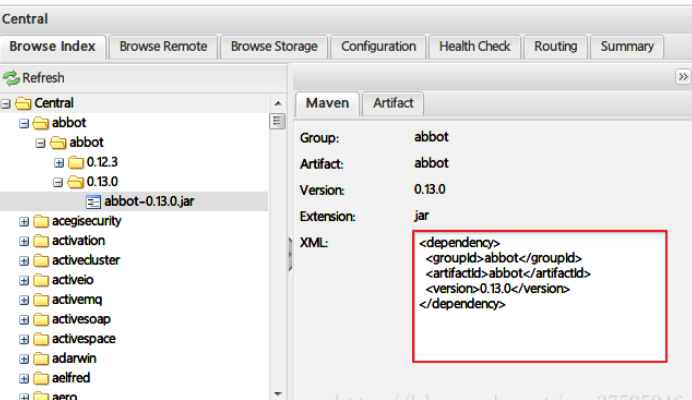 Central
Browse Index Browse Remote Browse Storage Configuration Health Check Routing Summary
Refresh
Central
abbot
abbot
0.12.3
0.13.0
abbot-0.13.0.jar
acegisecurity
activation
activecluster
activeio
activemq
activesoap
activespace
adarwin
aelfred
aero
Maven Artifact
Group: abbot
Artifact: abbot
Version: 0.13.0
Extension: jar
XML:
<dependency>
<groupId>abbot</groupId>
<artifactId>abbot</artifactId>
<version>0.13.0</version>
</dependency>